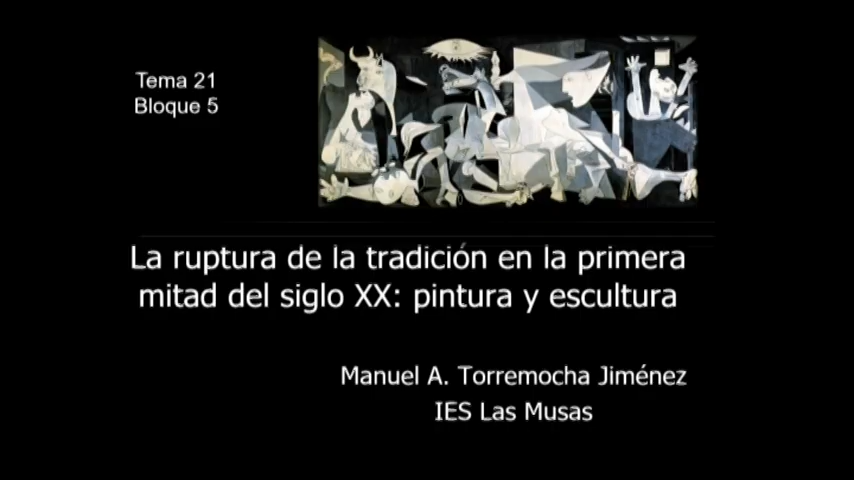 Tema 21
Bloque 5
La ruptura de la tradición en la primera
mitad del siglo XX: pintura y escultura
Manuel A. Torremocha Jiménez
IES Las Musas